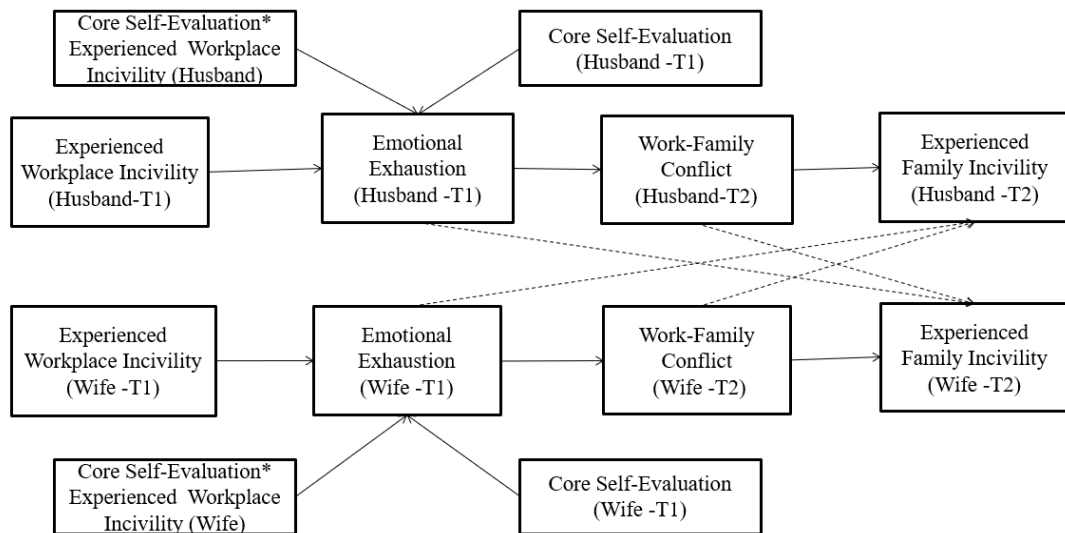 Core Self-Evaluation*
Experienced Workplace
Incivility (Husband)
Core Self-Evaluation
(Husband -T1)
Experienced
Workplace Incivility
(Husband-T1)
Emotional
Exhaustion
(Husband -T1)
Work-Family
Conflict
(Husband-T2)
Experienced
Family Incivility
(Husband-T2)
Experienced
Workplace Incivility
(Wife -T1)
Emotional
Exhaustion
(Wife -T1)
Work-Family
Conflict
(Wife -T2)
Experienced
Family Incivility
(Wife -T2)
Core Self-Evaluation*
Experienced Workplace
Incivility (Wife)
Core Self-Evaluation
(Wife -T1)